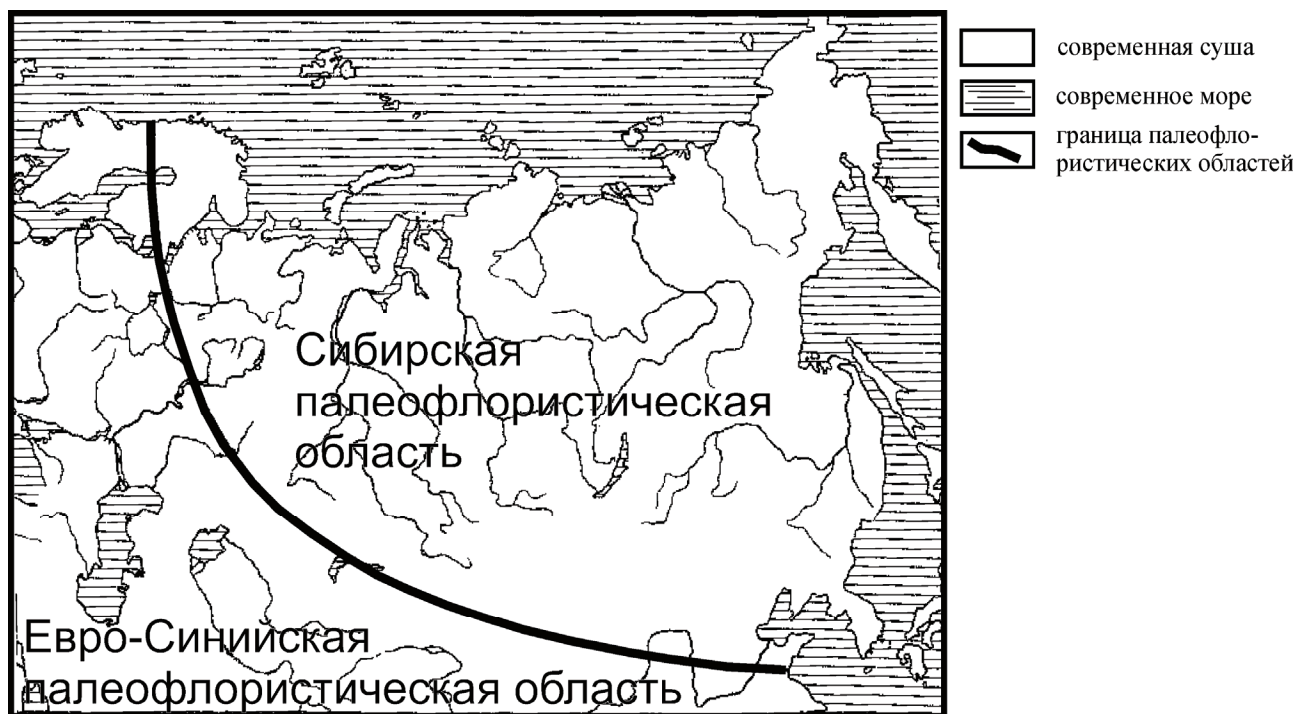 современная суша
современное море
граница палеофло-
ристических областей
Сибирская
палеофлористическая
область
Евро-Синийская
палеофлористическая область